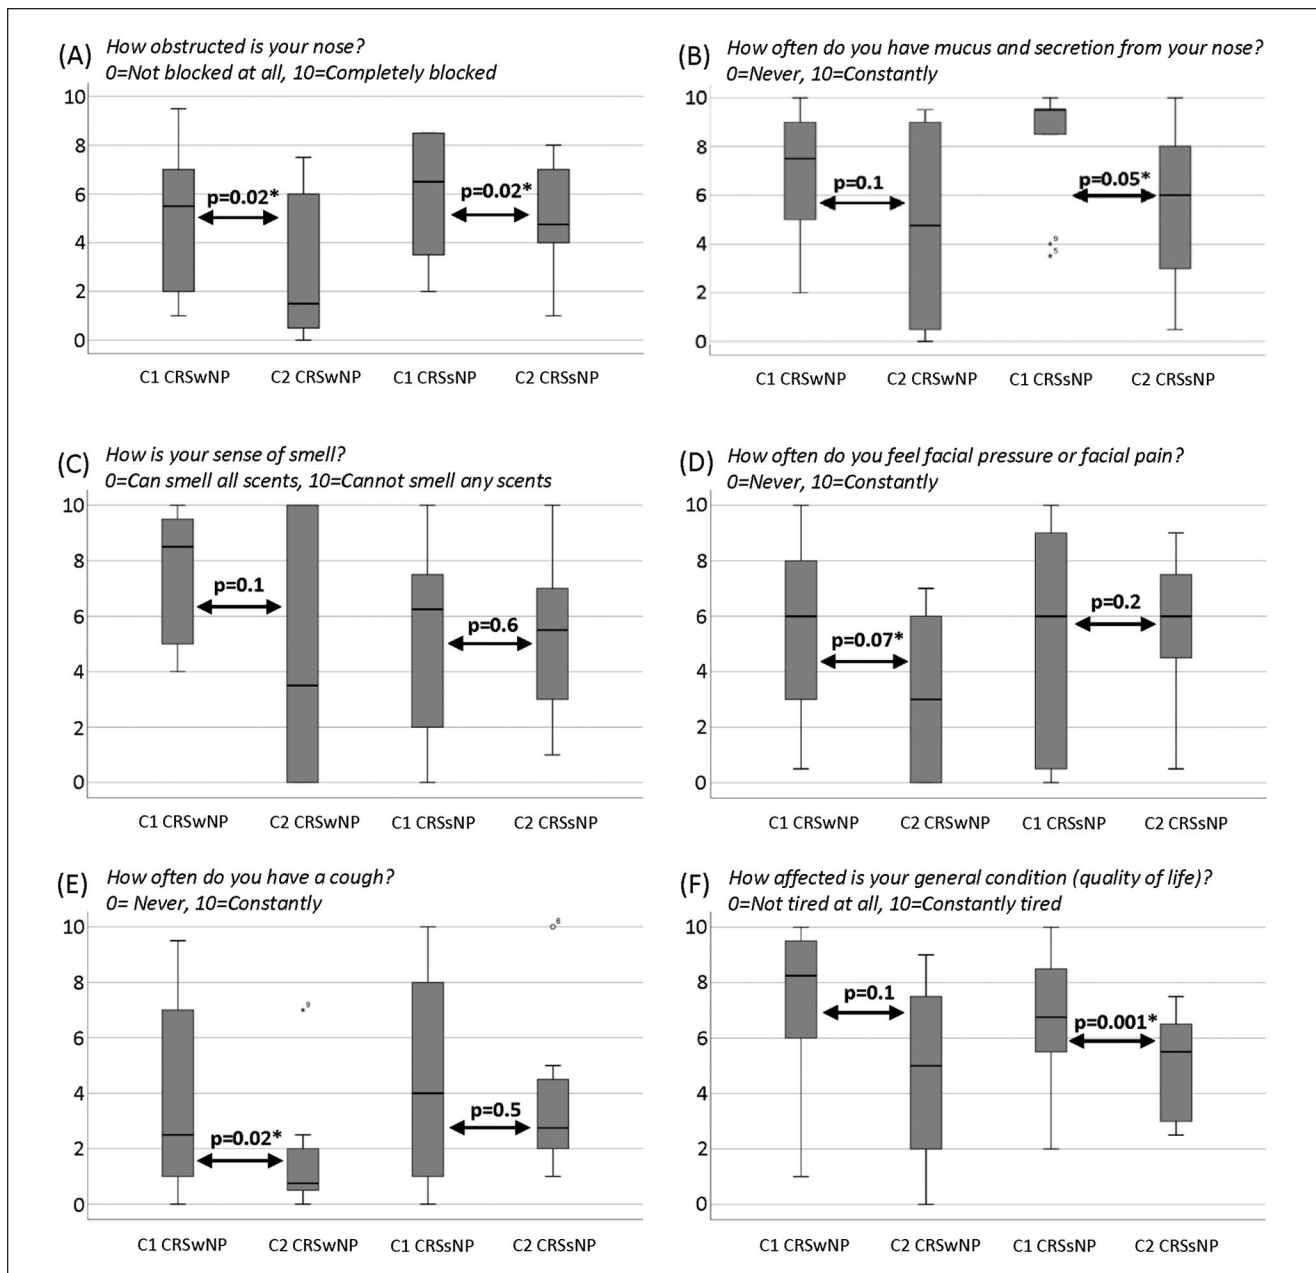 (A) How obstructed is your nose?
0=Not blocked at all, 10=Completely blocked
10
8
6
4
2
0
p=0.02*
p=0.02*
C1 CRSwNP C2 CRSwNP C1 CRSsNP C2 CRSsNP
(B) How often do you have mucus and secretion from your nose?
0=Never, 10=Constantly
10
8
6
4
2
0
p=0.1
p=0.05*
9
5
C1 CRSwNP C2 CRSwNP C1 CRSsNP C2 CRSsNP
(C) How is your sense of smell?
0=Can smell all scents, 10=Cannot smell any scents
10
8
6
4
2
0
p=0.1
p=0.6
C1 CRSwNP C2 CRSwNP C1 CRSsNP C2 CRSsNP
(D) How often do you feel facial pressure or facial pain?
0=Never, 10=Constantly
10
8
6
4
2
0
p=0.07*
p=0.2
C1 CRSwNP C2 CRSwNP C1 CRSsNP C2 CRSsNP
(E) How often do you have a cough?
0= Never, 10=Constantly
10
8
6
4
2
0
p=0.02*
9
p=0.5
6
C1 CRSwNP C2 CRSwNP C1 CRSsNP C2 CRSsNP
(F) How affected is your general condition (quality of life)?
0=Not tired at all, 10=Constantly tired
10
8
6
4
2
0
p=0.1
p=0.001*
C1 CRSwNP C2 CRSwNP C1 CRSsNP C2 CRSsNP